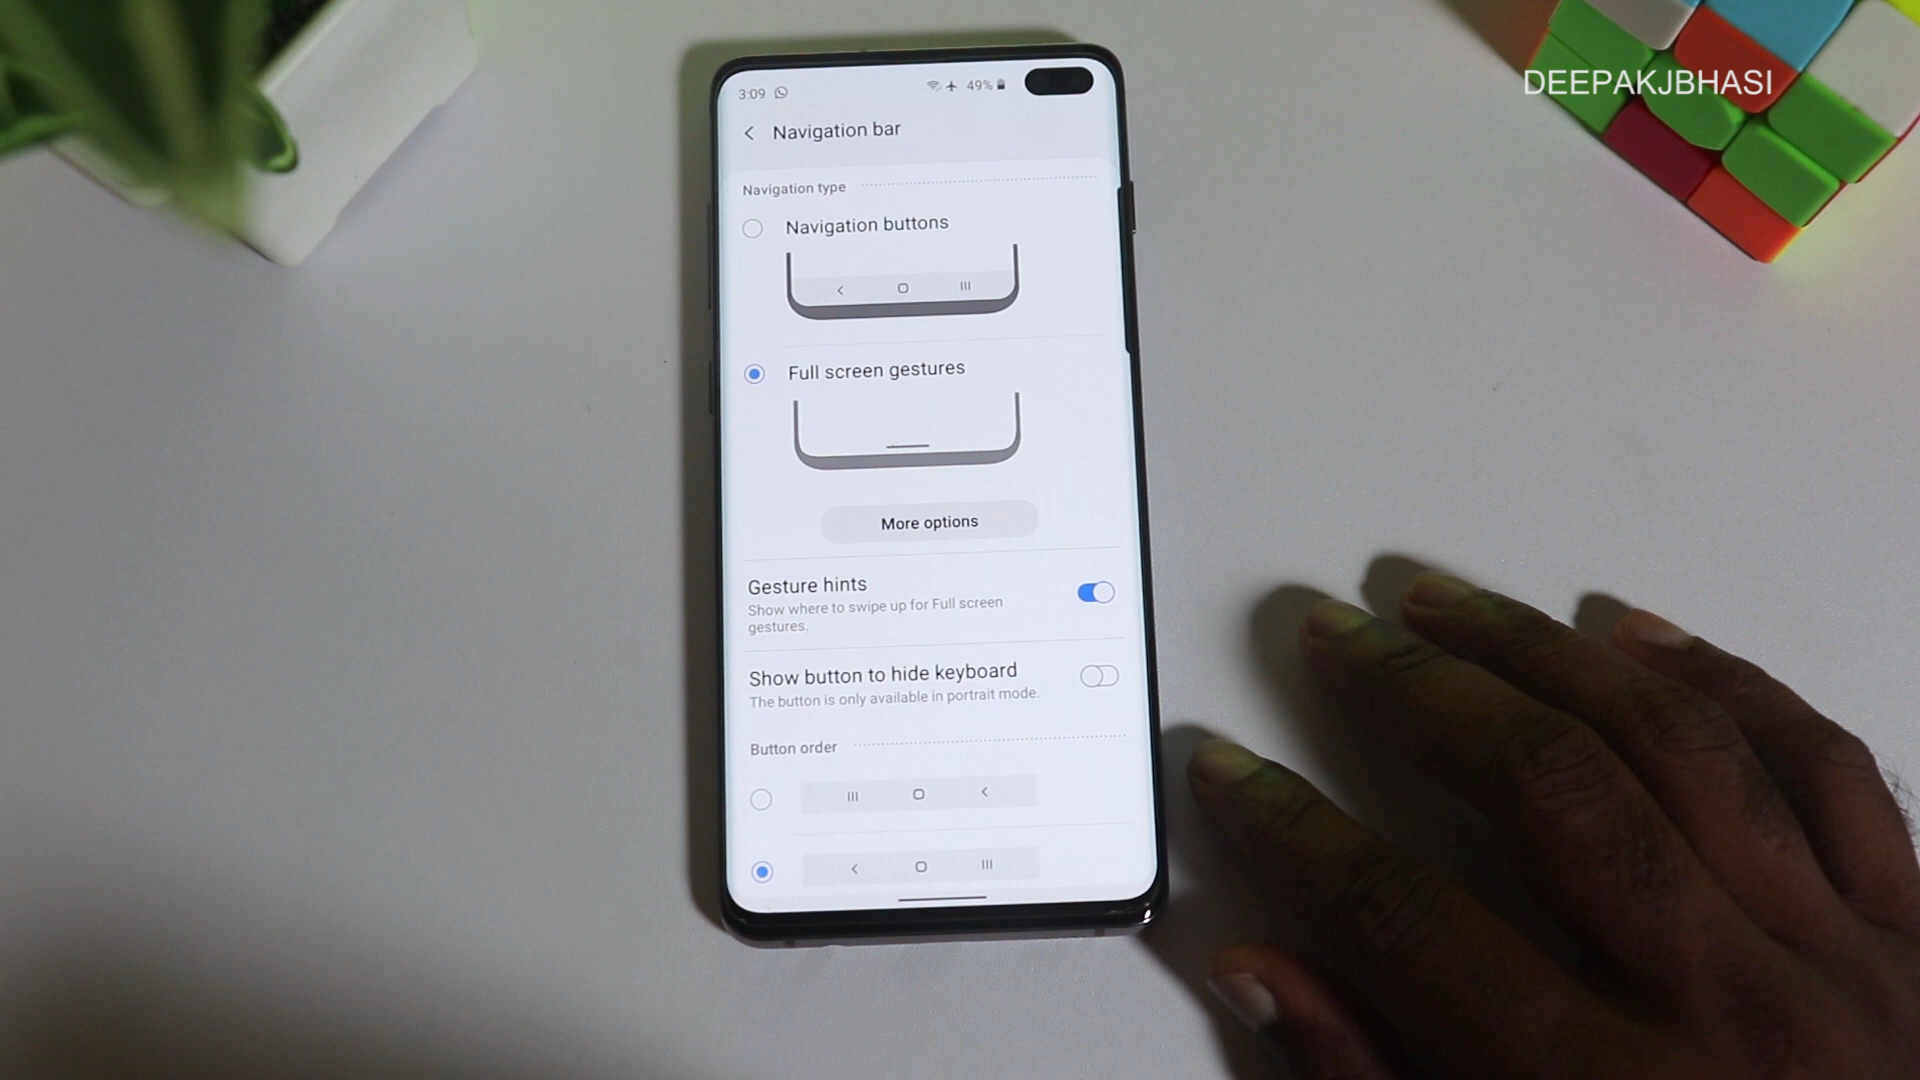 DEEPAKJBHASI
3:09 49%
Navigation bar
Navigation type
Navigation buttons
Full screen gestures
More options
Gesture hints
Show where to swipe up for Full screen
gestures.
Show button to hide keyboard
The button is only available in portrait mode.
Button order